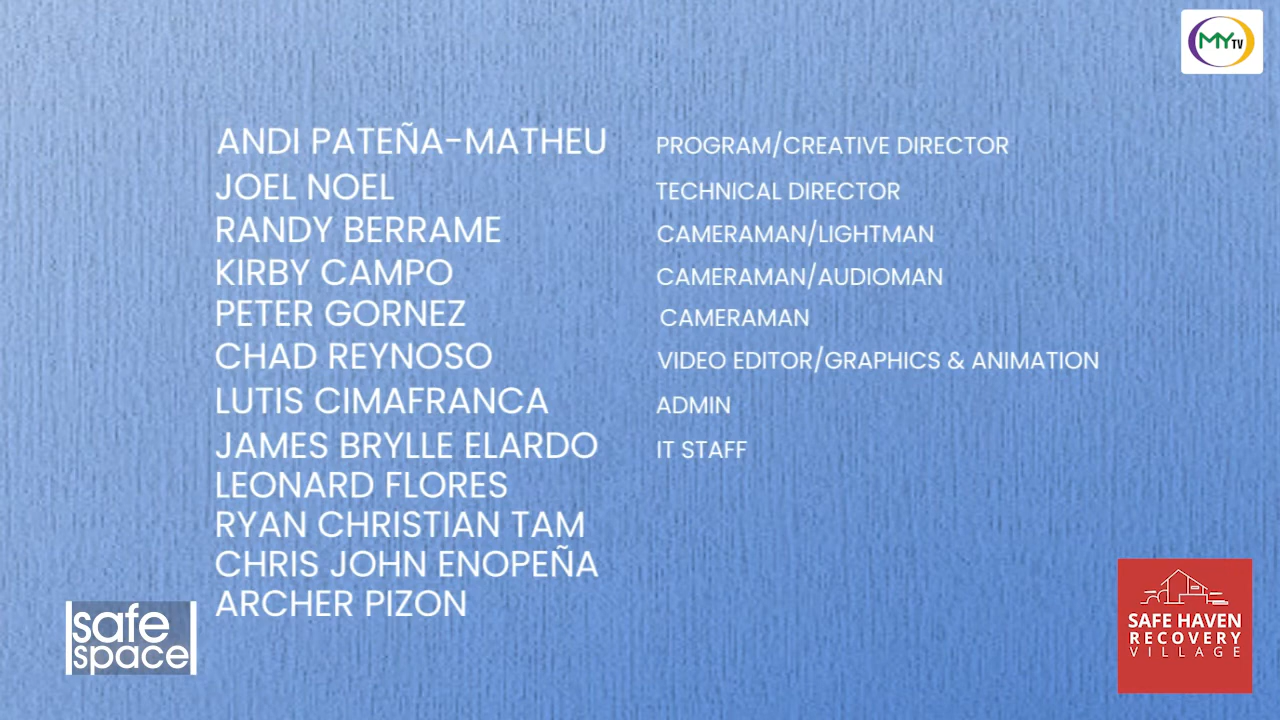 MYTV
ANDI PATEÑA-MATHEU PROGRAM/CREATIVE DIRECTOR
JOEL NOEL TECHNICAL DIRECTOR
RANDY BERRAME CAMERAMAN/LIGHTMAN
KIRBY CAMPO CAMERAMAN/AUDIOMAN
PETER GORNEZ CAMERAMAN
CHAD REYNOSO VIDEO EDITOR/GRAPHICS & ANIMATION
LUTIS CIMAFRANCA ADMIN
JAMES BRYLLE ELARDO IT STAFF
LEONARD FLORES
RYAN CHRISTIAN TAM
CHRIS JOHN ENOPEÑA
ARCHER PIZON
safe
space
SAFE HAVEN
RECOVERY
VILLAGE